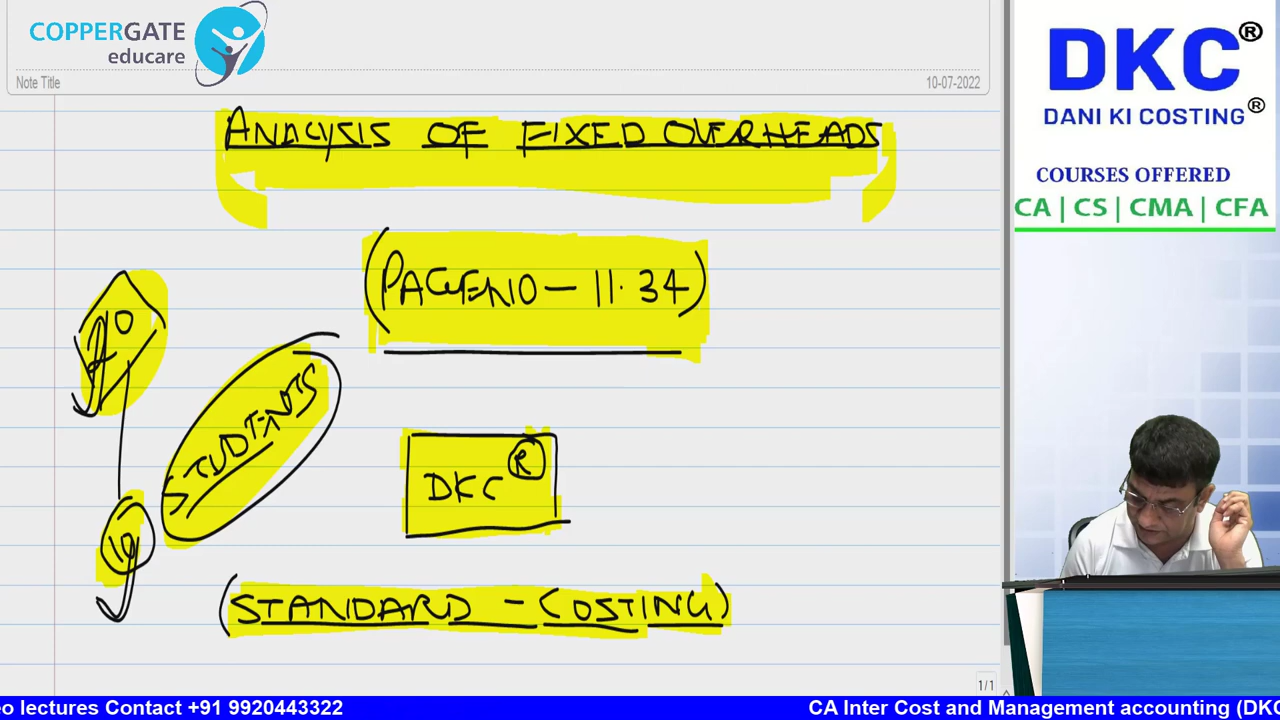 COPPERGATE
educare
Note Title
10-07-2022
ANALYSIS OF FIXED OVERHEADS
(PAGE NO - 11.34)
STUDENTS
DKC ®
(STANDARD - COSTING)
1/1
DKC®
DANI KI COSTING®
COURSES OFFERED
CA | CS | CMA | CFA
eo lectures Contact +91 9920443322
CA Inter Cost and Management accounting (DKC